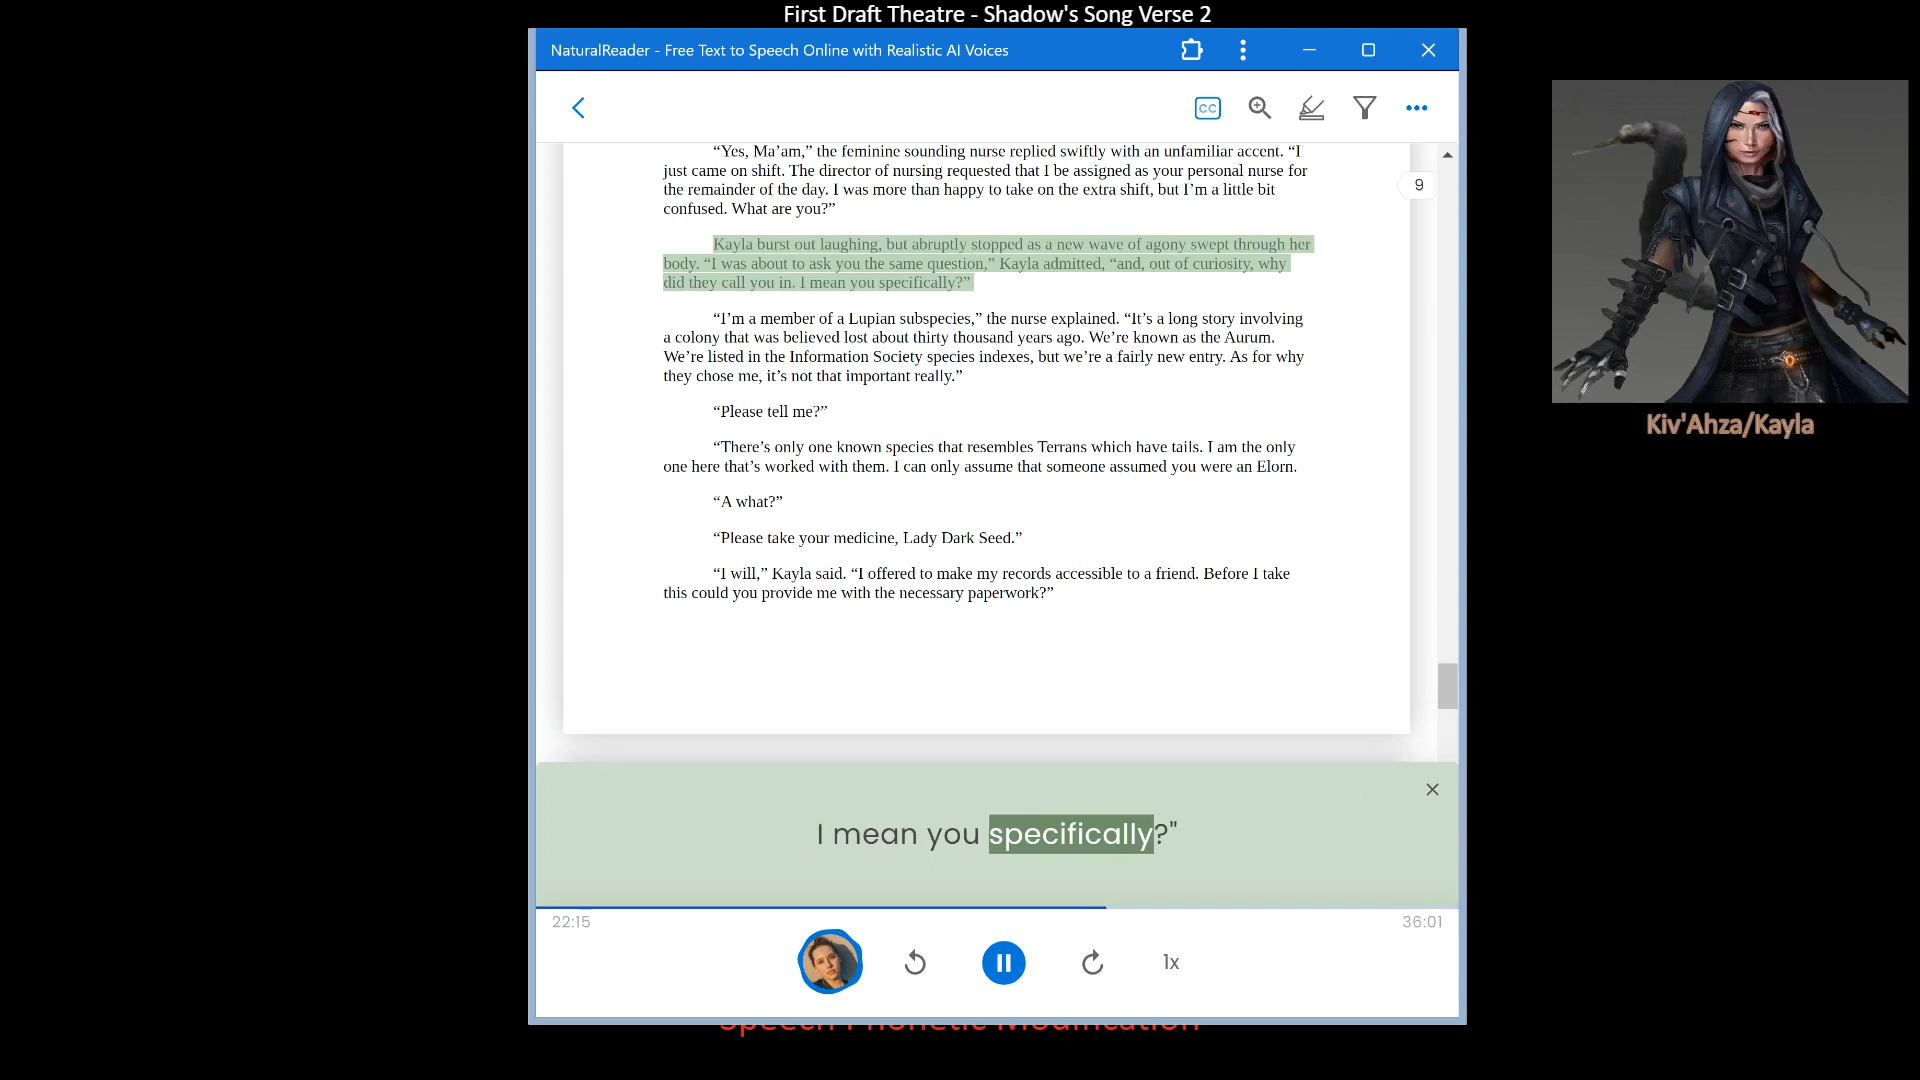 First Draft Theatre - Shadow's Song Verse 2
NaturalReader - Free Text to Speech Online with Realistic AI Voices
CC
9
“Yes, Ma’am,” the feminine sounding nurse replied swiftly with an unfamiliar accent. “I
just came on shift. The director of nursing requested that I be assigned as your personal nurse for
the remainder of the day. I was more than happy to take on the extra shift, but I’m a little bit
confused. What are you?”
Kayla burst out laughing, but abruptly stopped as a new wave of agony swept through her
body. “I was about to ask you the same question,” Kayla admitted, “and, out of curiosity, why
did they call you in. I mean you specifically?”
“I’m a member of a Lupian subspecies,” the nurse explained. “It’s a long story involving
a colony that was believed lost about thirty thousand years ago. We’re known as the Aurum.
We’re listed in the Information Society species indexes, but we’re a fairly new entry. As for why
they chose me, it’s not that important really.”
“Please tell me?”
“There’s only one known species that resembles Terrans which have tails. I am the only
one here that’s worked with them. I can only assume that someone assumed you were an Elorn.
“A what?”
“Please take your medicine, Lady Dark Seed.”
“I will,” Kayla said. “I offered to make my records accessible to a friend. Before I take
this could you provide me with the necessary paperwork?”
I mean you specifically?"
22:15
36:01
1x
Speech Phonetic Modification
Kiv'Ahza/Kayla